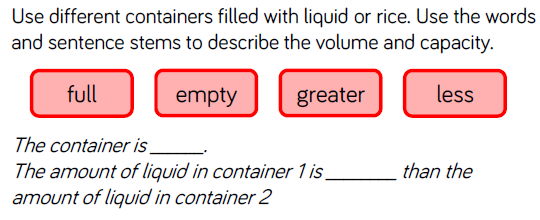 Use different containers filled with liquid or rice. Use the words
and sentence stems to describe the volume and capacity.
full empty greater less
The container is ______.
The amount of liquid in container 1 is ________ than the
amount of liquid in container 2